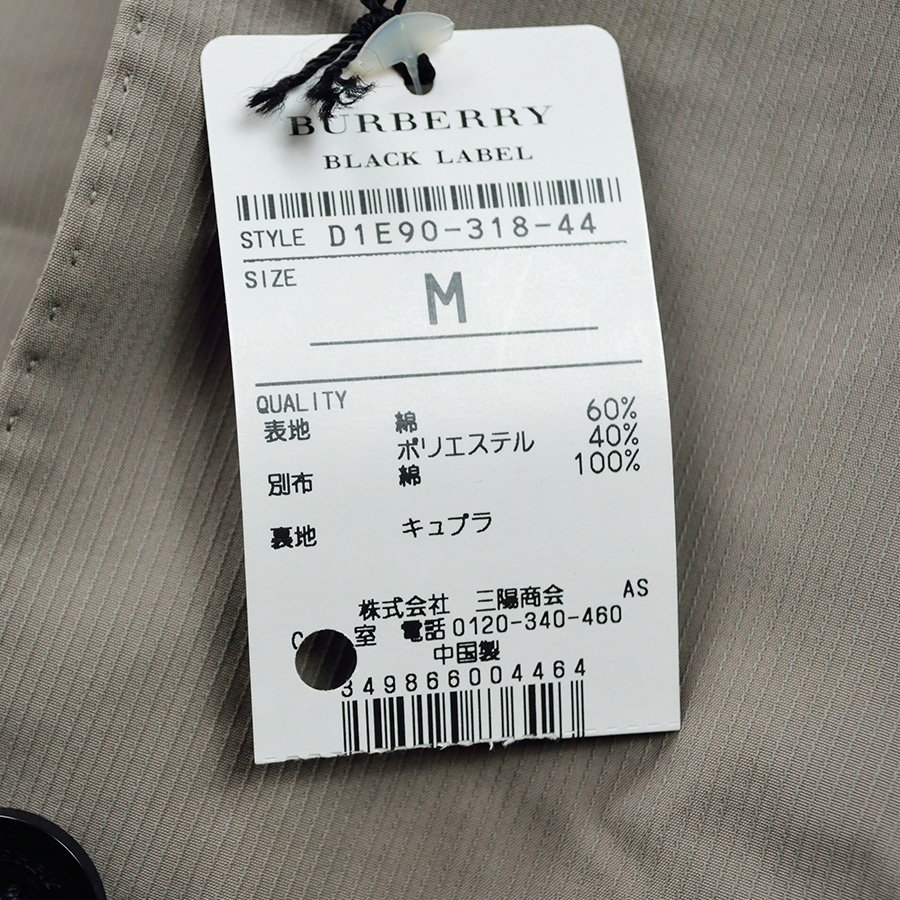 BURBERRY
BLACK LABEL
STYLE D1E90-318-44
SIZE
M
QUALITY
表地 綿 60%
ポリエステル 40%
別布 綿 100%
裏地 キュプラ
株式会社 三陽商会 AS
C 室 電話 0120-340-460
中国製
349866004464